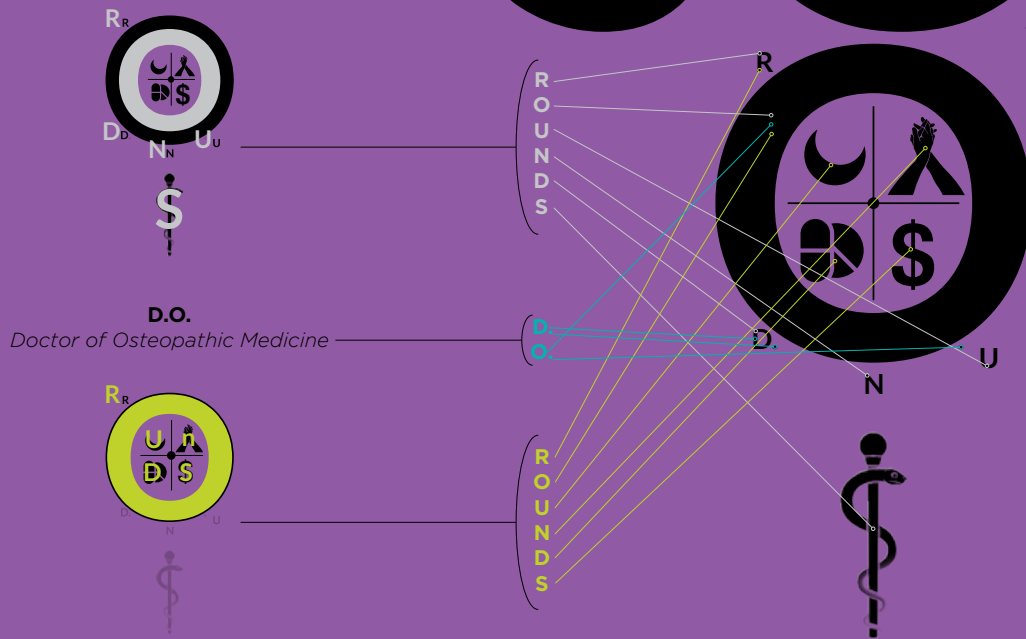 R R
D D
N N
U U
$
R
O
U
N
D
S
D.O.
Doctor of Osteopathic Medicine
D.
O.
R R
U n
D $
D.
N
U
R
O
U
N
D
S
R
$
D.
N
U